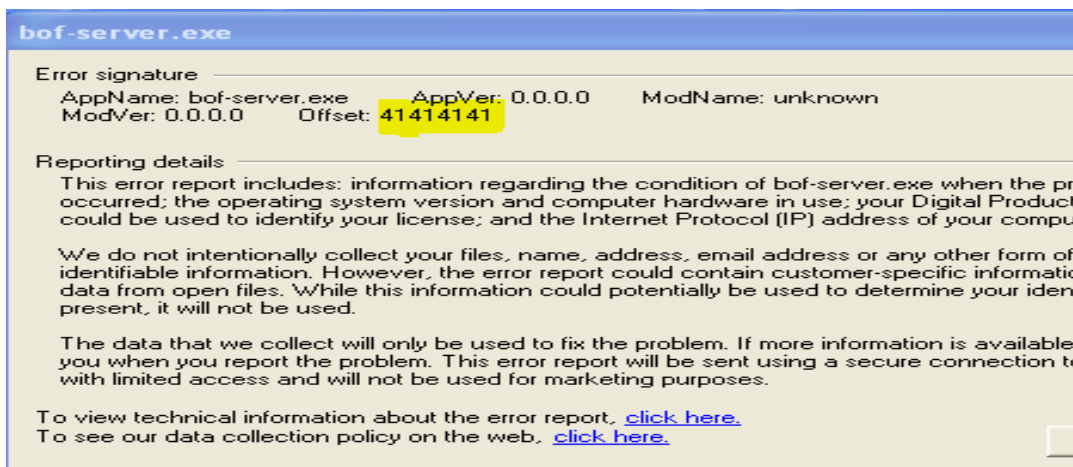 bof-server.exe
Error signature
AppName: bof-server.exe AppVer: 0.0.0.0 ModName: unknown
ModVer: 0.0.0.0 Offset: 41414141
Reporting details
This error report includes: information regarding the condition of bof-server.exe when the
occurred; the operating system version and computer hardware in use; your Digital Product
could be used to identify your license; and the Internet Protocol (IP) address of your
We do not intentionally collect your files, name, address, email address or any other form of
identifiable information. However, the error report could contain customer-specific
data from open files. While this information could potentially be used to determine your
present, it will not be used.
The data that we collect will only be used to fix the problem. If more information is available
you when you report the problem. This error report will be sent using a secure connection
with limited access and will not be used for marketing purposes.
To view technical information about the error report, click here.
To see our data collection policy on the web, click here.